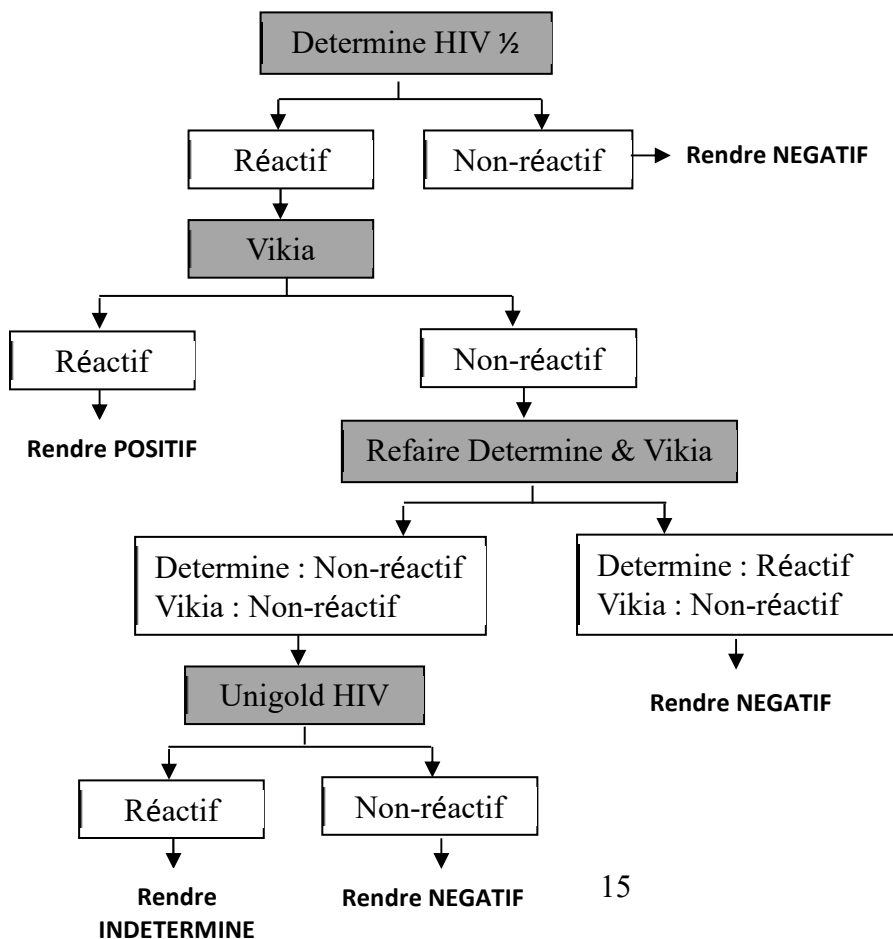 Determine HIV ½
Réactif
Non-réactif
Rendre NEGATIF
Vikia
Réactif
Non-réactif
Rendre POSITIF
Refaire Determine & Vikia
Determine : Non-réactif
Vikia : Non-réactif
Determine : Réactif
Vikia : Non-réactif
Unigold HIV
Rendre NEGATIF
Réactif
Non-réactif
Rendre
INDETERMINE
Rendre NEGATIF
15